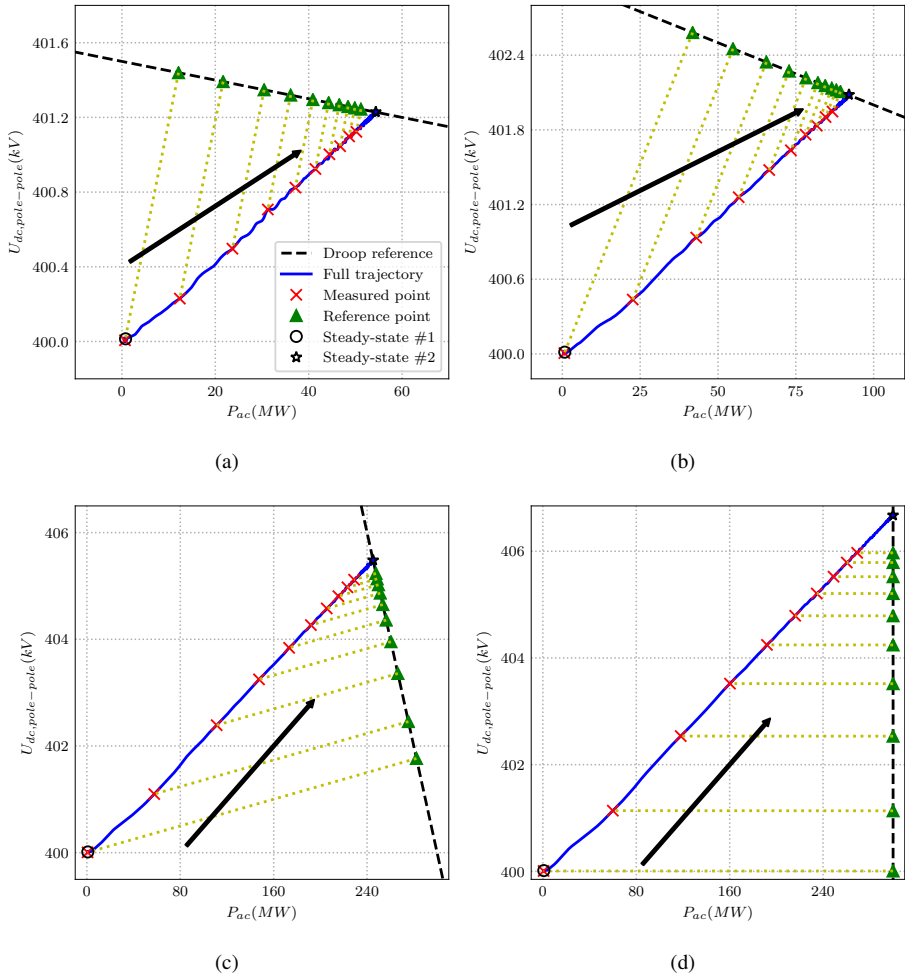 401.6
401.2
400.8
400.4
400.0
U_{dc,pole−pole}(kV)
0 20 40 60
P_{ac}(MW)
Droop reference
Full trajectory
Measured point
Reference point
Steady-state #1
Steady-state #2
(a)
402.4
401.8
401.2
400.6
400.0
U_{dc,pole−pole}(kV)
0 25 50 75 100
P_{ac}(MW)
(b)
406
404
402
400
U_{dc,pole−pole}(kV)
0 80 160 240
P_{ac}(MW)
(c)
406
404
402
400
U_{dc,pole−pole}(kV)
0 80 160 240
P_{ac}(MW)
(d)